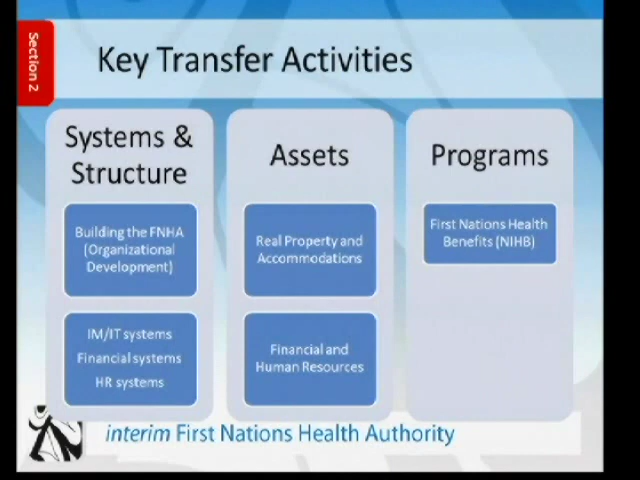 Section 2
Key Transfer Activities
Systems &
Structure
Building the FNHA
(Organizational
Development)
IM/IT systems
Financial systems
HR systems
Assets
Real Property and
Accommodations
Financial and
Human Resources
Programs
First Nations Health
Benefits (NIHB)
interim First Nations Health Authority